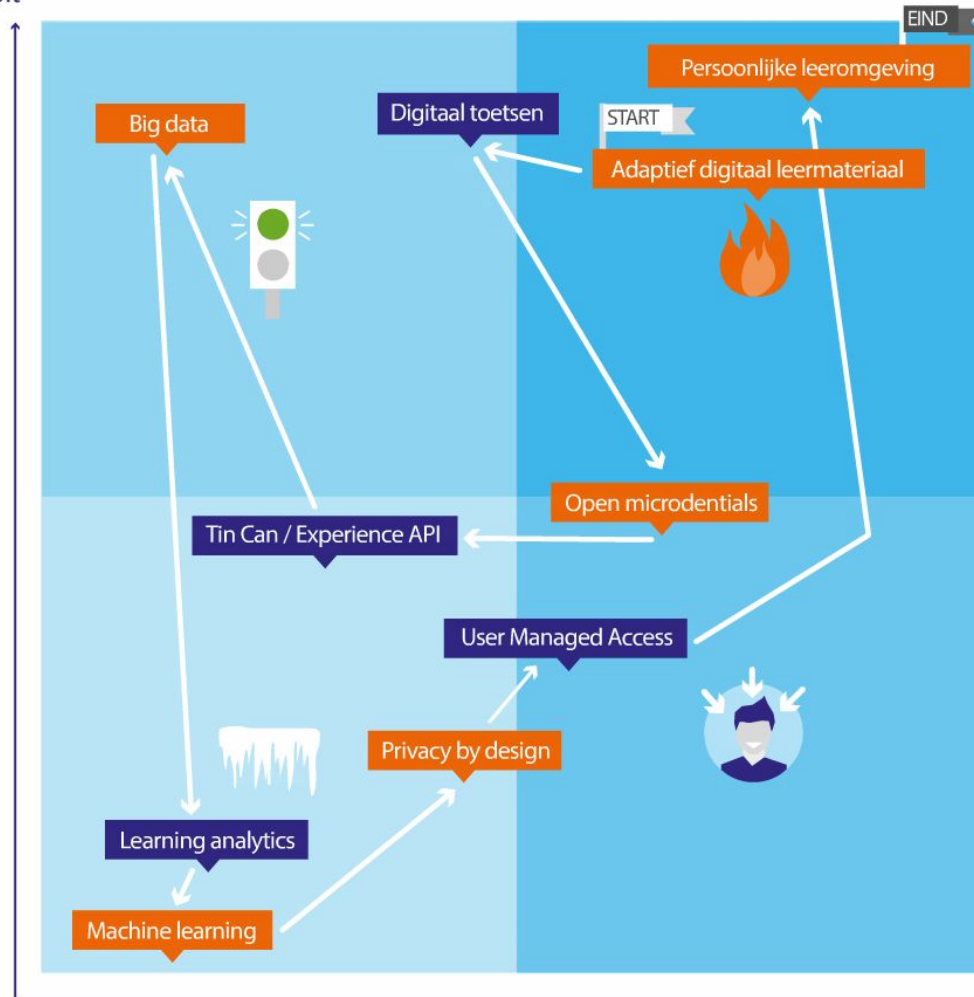 EIND
Persoonlijke leeromgeving
Big data
Digitaal toetsen
START
Adaptief digitaal leermateriaal
Open microdentials
Tin Can / Experience API
User Managed Access
Privacy by design
Learning analytics
Machine learning